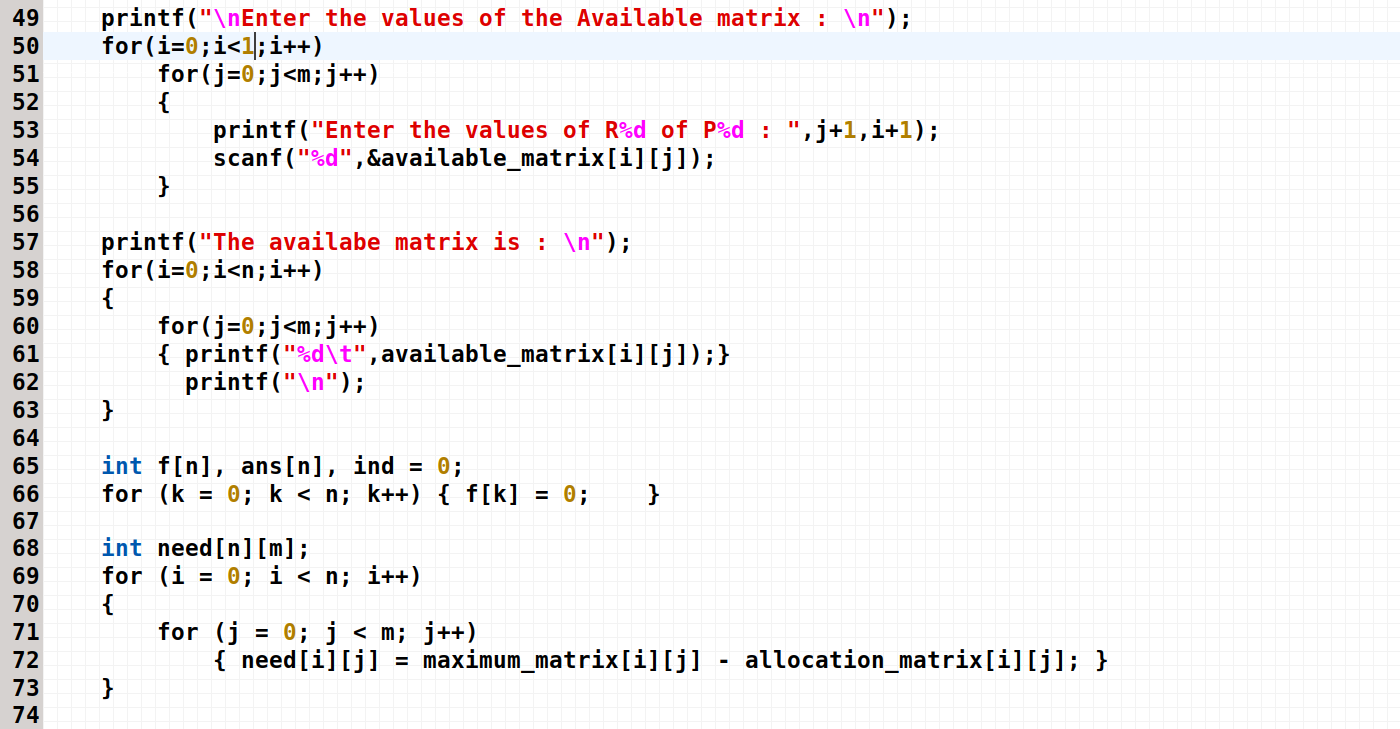 49 printf("\nEnter the values of the Available matrix : \n");
50 for(i=0;i<1;i++)
51 for(j=0;j<m;j++)
52 {
53 printf("Enter the values of R%d of P%d : ",j+1,i+1);
54 scanf("%d",&available_matrix[i][j]);
55 }
56
57 printf("The availabe matrix is : \n");
58 for(i=0;i<n;i++)
59 {
60 for(j=0;j<m;j++)
61 { printf("%d\t",available_matrix[i][j]);}
62 printf("\n");
63 }
64
65 int f[n], ans[n], ind = 0;
66 for (k = 0; k < n; k++) { f[k] = 0;    }
67
68 int need[n][m];
69 for (i = 0; i < n; i++)
70 {
71 for (j = 0; j < m; j++)
72 { need[i][j] = maximum_matrix[i][j] - allocation_matrix[i][j]; }
73 }
74